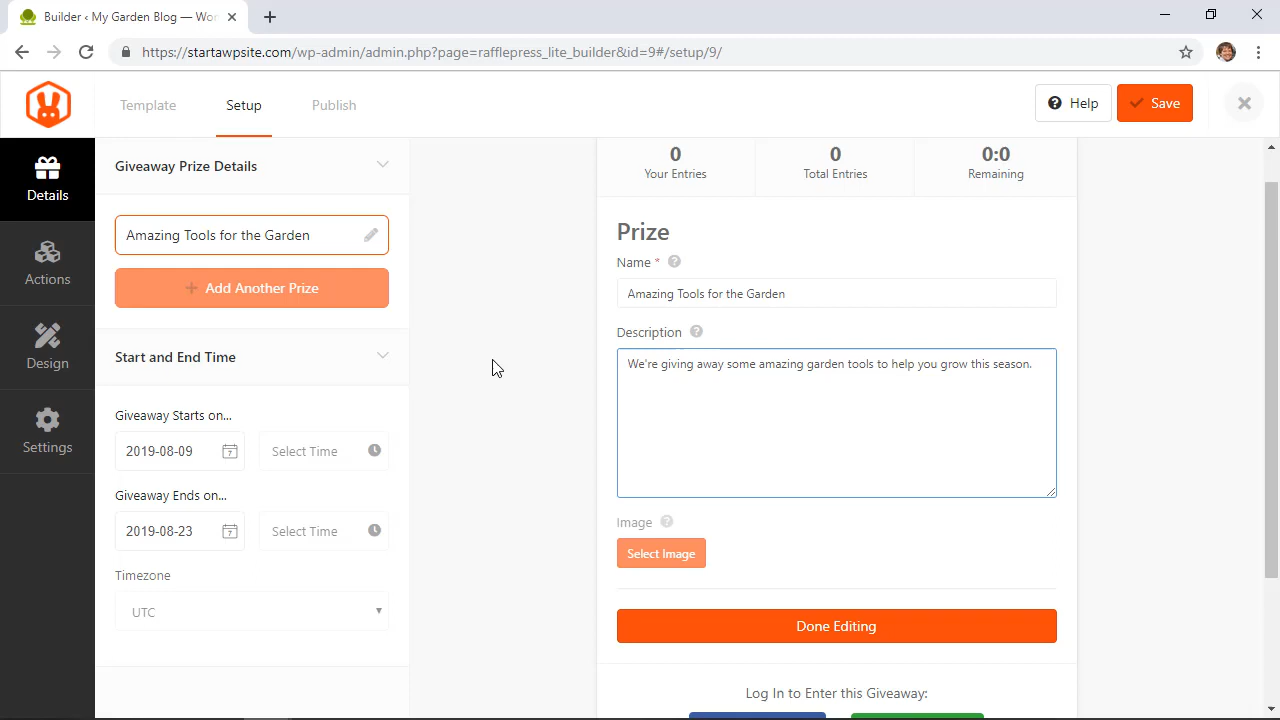 Builder ‹ My Garden Blog — Wor
https://startawpsite.com/wp-admin/admin.php?page=rafflepress_lite_builder&id=9#/setup/9/
Template
Setup
Publish
Help
Save
Details
Actions
Design
Settings
Giveaway Prize Details
Amazing Tools for the Garden
+ Add Another Prize
Start and End Time
Giveaway Starts on...
2019-08-09
Select Time
Giveaway Ends on...
2019-08-23
Select Time
Timezone
UTC
0
Your Entries
0
Total Entries
0:0
Remaining
Prize
Name *
Amazing Tools for the Garden
Description
We're giving away some amazing garden tools to help you grow this season.
Image
Select Image
Done Editing
Log In to Enter this Giveaway: